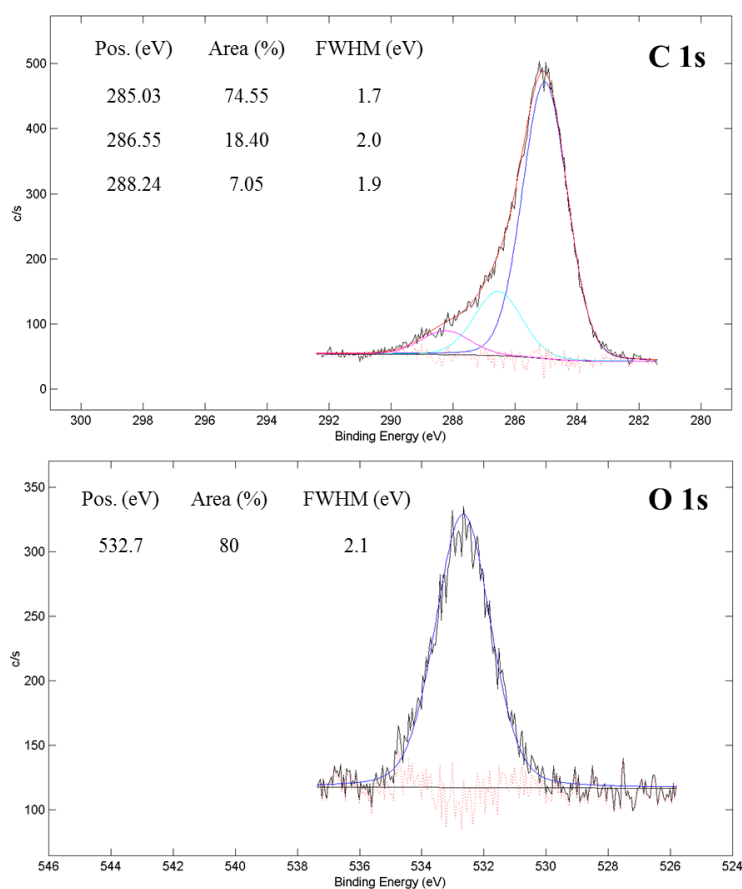 Pos. (eV) Area (%) FWHM (eV) C 1s
285.03 74.55 1.7
286.55 18.40 2.0
288.24 7.05 1.9
500
400
300
200
100
0
c/s
300 298 296 294 292 290 288 286 284 282 280
Binding Energy (eV)
Pos. (eV) Area (%) FWHM (eV) O 1s
532.7 80 2.1
350
300
250
200
150
100
c/s
546 544 542 540 538 536 534 532 530 528 526 524
Binding Energy (eV)